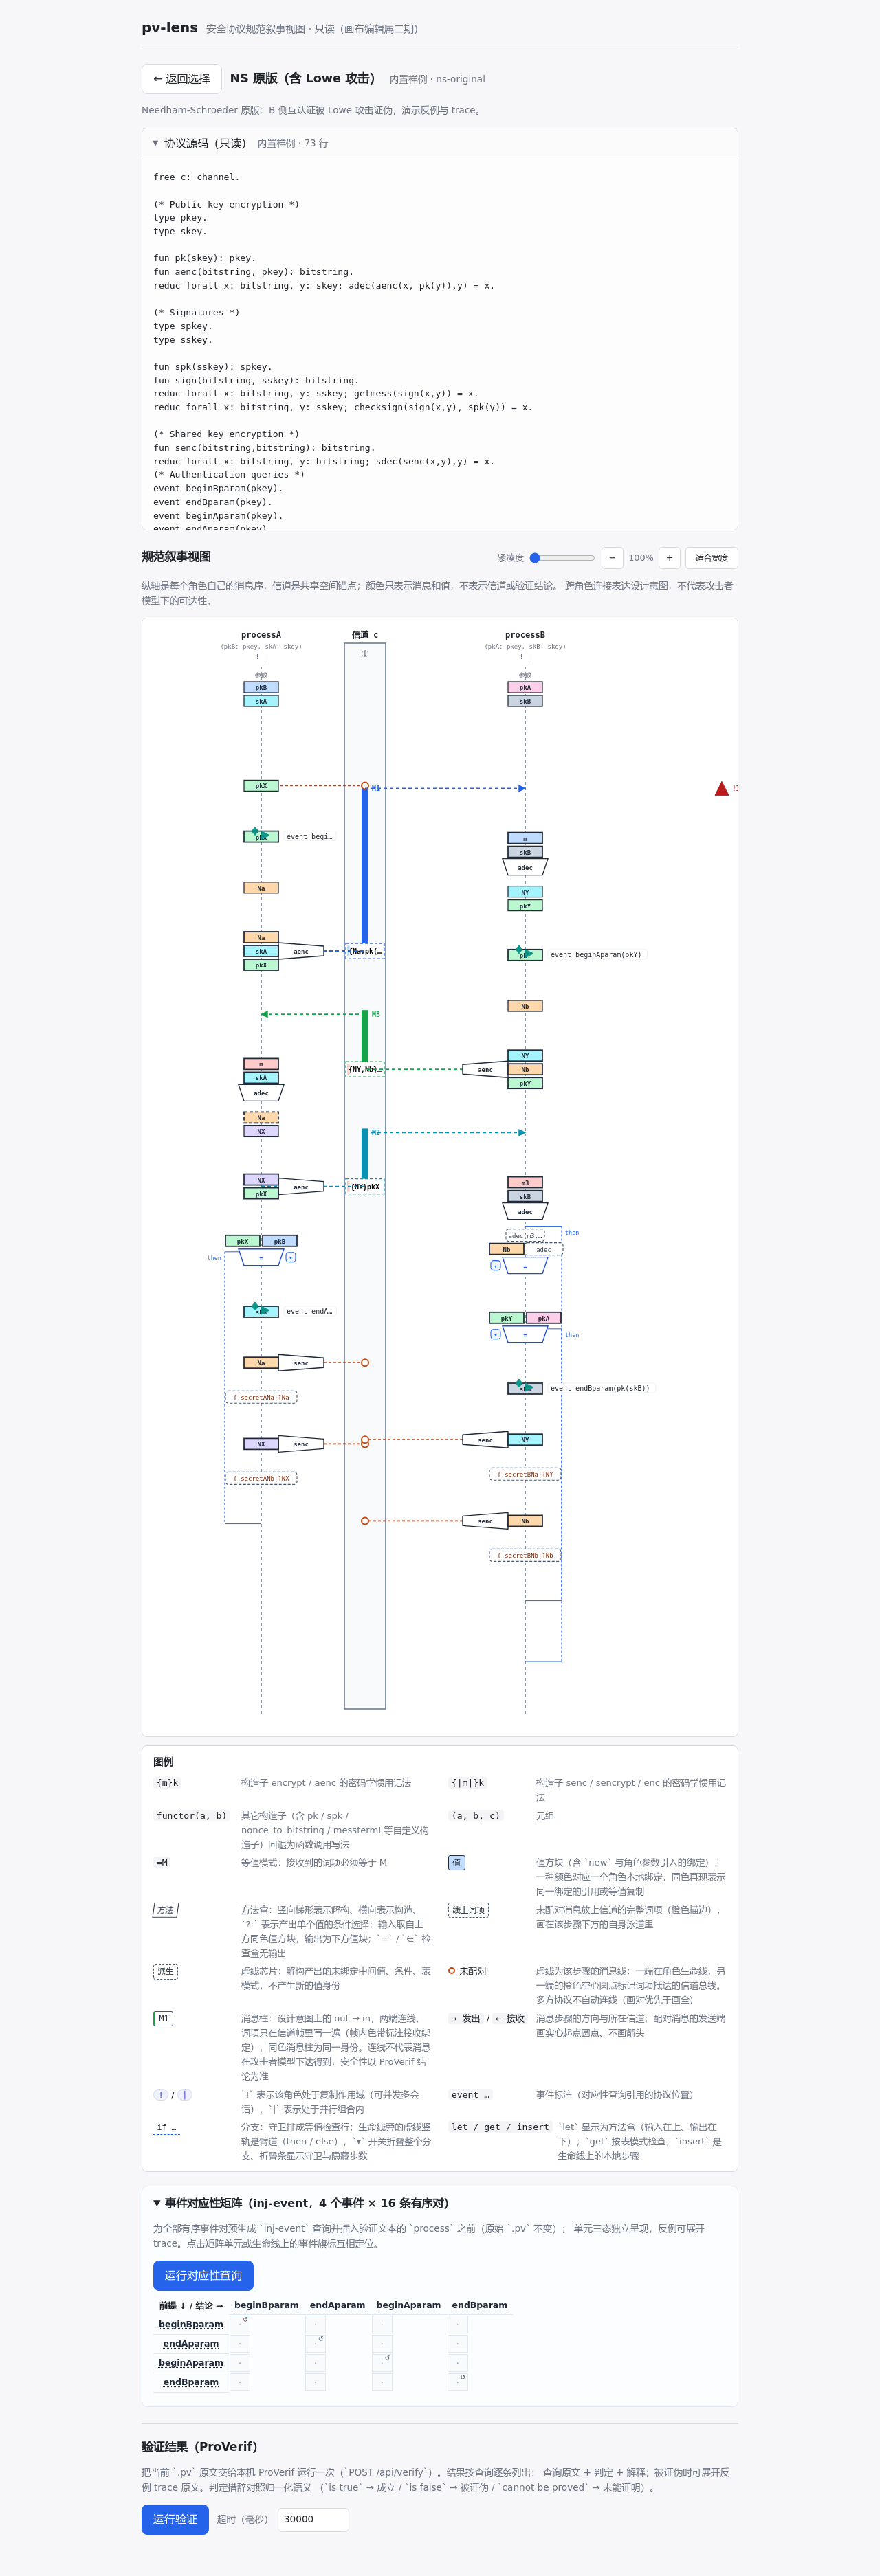 pv-lens 安全协议规范叙事视图 · 只读（画布编辑属二期）
← 返回选择 NS 原版（含 Lowe 攻击） 内置样例 · ns-original
Needham-Schroeder 原版：B 侧互认证被 Lowe 攻击证伪，演示反例与 trace。
▼ 协议源码（只读） 内置样例 · 73 行
free c: channel.
(* Public key encryption *)
type pkey.
type skey.
fun pk(skey): pkey.
fun aenc(bitstring, pkey): bitstring.
reduc forall x: bitstring, y: skey; adec(aenc(x, pk(y)),y) = x.
(* Signatures *)
type spkey.
type sskey.
fun spk(sskey): spkey.
fun sign(bitstring, sskey): bitstring.
reduc forall x: bitstring, y: sskey; getmess(sign(x,y)) = x.
reduc forall x: bitstring, y: sskey; checksign(sign(x,y), spk(y)) = x.
(* Shared key encryption *)
fun senc(bitstring,bitstring): bitstring.
reduc forall x: bitstring, y: bitstring; sdec(senc(x,y),y) = x.
(* Authentication queries *)
event beginBparam(pkey).
event endBparam(pkey).
event beginAparam(pkey).
event endAparam(pkey)
规范叙事视图 紧凑度 − 100% + 适合宽度
纵轴是每个角色自己的消息序，信道是共享空间锚点；颜色只表示消息和值，不表示信道或验证结论。 跨角色连接表达设计意图，不代表攻击者
模型下的可达性。
processA 信道 c processB
(pkB: pkey, skA: skey) (pkA: pkey, skB: skey)
! | ① ! |
pkB pkA
skA skB
pkX M1
event begi… m
skB
adec
Na NY
pkY
Na
skA aenc {Na,pk(… event beginAparam(pkY)
pkX
Nb
M3
NY
m {NY,Nb}… aenc Nb
skA pkY
adec
Na
NX M2
NX m3
aenc {NX}pkX skB
pkX adec
then
adec(m3,…
pkX pkB Nb adec
then = ▾ ▾ =
event endA… pkY pkA
▾ = then
Na senc
event endBparam(pk(skB))
{|secretANa|}Na
NX senc senc NY
{|secretANb|}NX {|secretBNa|}NY
senc Nb
{|secretBNb|}Nb
图例
{m}k 构造子 encrypt / aenc 的密码学惯用记法
{|m|}k 构造子 senc / sencrypt / enc 的密码学惯用记
法
functor(a, b) 其它构造子（含 pk / spk /
nonce_to_bitstring / messterml 等自定义构
造子）回退为函数调用写法
(a, b, c) 元组
=M 等值模式：接收到的词项必须等于 M
值 值方块（含 `new` 与角色参数引入的绑定）：
一种颜色对应一个角色本地绑定，同色再现表示
同一绑定的引用或等值复制
方法 方法盒：竖向梯形表示解构、横向表示构造、
`?:` 表示产出单个值的条件选择；输入取自上
方同色值方块，输出为下方值块；`=` / `∈` 检
查盒无输出
线上词项 未配对消息放上信道的完整词项（橙色描边），
画在该步骤下方的自身泳道里
派生 虚线芯片：解构产出的未绑定中间值、条件、表
模式，不产生新的值身份
未配对 虚线为该步骤的消息线：一端在角色生命线，另
一端的橙色空心圆点标记词项抵达的信道总线。
多方协议不自动连线（画对优先于画全）
M1 消息柱：设计意图上的 out → in，两端连线、
词项只在信道帧里写一遍（帧内色带标注接收绑
定），同色消息柱为同一身份。连线不代表消息
在攻击者模型下达得到，安全性以 ProVerif 结
论为准
→ 发出 / ← 接收 消息步骤的方向与所在信道；配对消息的发送端
画实心起点圆点、不画箭头
! / | `!` 表示该角色处于复制作用域（可并发多会
话），`|` 表示处于并行组合内
event … 事件标注（对应性查询引用的协议位置）
if … 分支：守卫排成等值检查行；生命线旁的虚线竖
轨是臂道（then / else），`▾` 开关折叠整个分
支、折叠条显示守卫与隐藏步数
let / get / insert `let` 显示为方法盒（输入在上、输出在
下）；`get` 按表模式检查；`insert` 是
生命线上的本地步骤
▼ 事件对应性矩阵（inj-event，4 个事件 × 16 条有序对）
为全部有序事件对预生成 `inj-event` 查询并插入验证文本的 `process` 之前（原始 `.pv` 不变）； 单元三态独立呈现，反例可展开
trace。点击矩阵单元或生命线上的事件旗标互相定位。
运行对应性查询
前提 ↓ / 结论 → beginBparam endAparam beginAparam endBparam
beginBparam · ↺ · · ·
endAparam · · ↺ · ·
beginAparam · · · ↺ ·
endBparam · · · · ↺
验证结果（ProVerif）
把当前 `.pv` 原文交给本机 ProVerif 运行一次（`POST /api/verify`）。结果按查询逐条列出： 查询原文 + 判定 + 解释；被证伪时可展开反
例 trace 原文。判定措辞对照归一化语义 （`is true` → 成立 / `is false` → 被证伪 / `cannot be proved` → 未能证明）。
运行验证 超时（毫秒） 30000